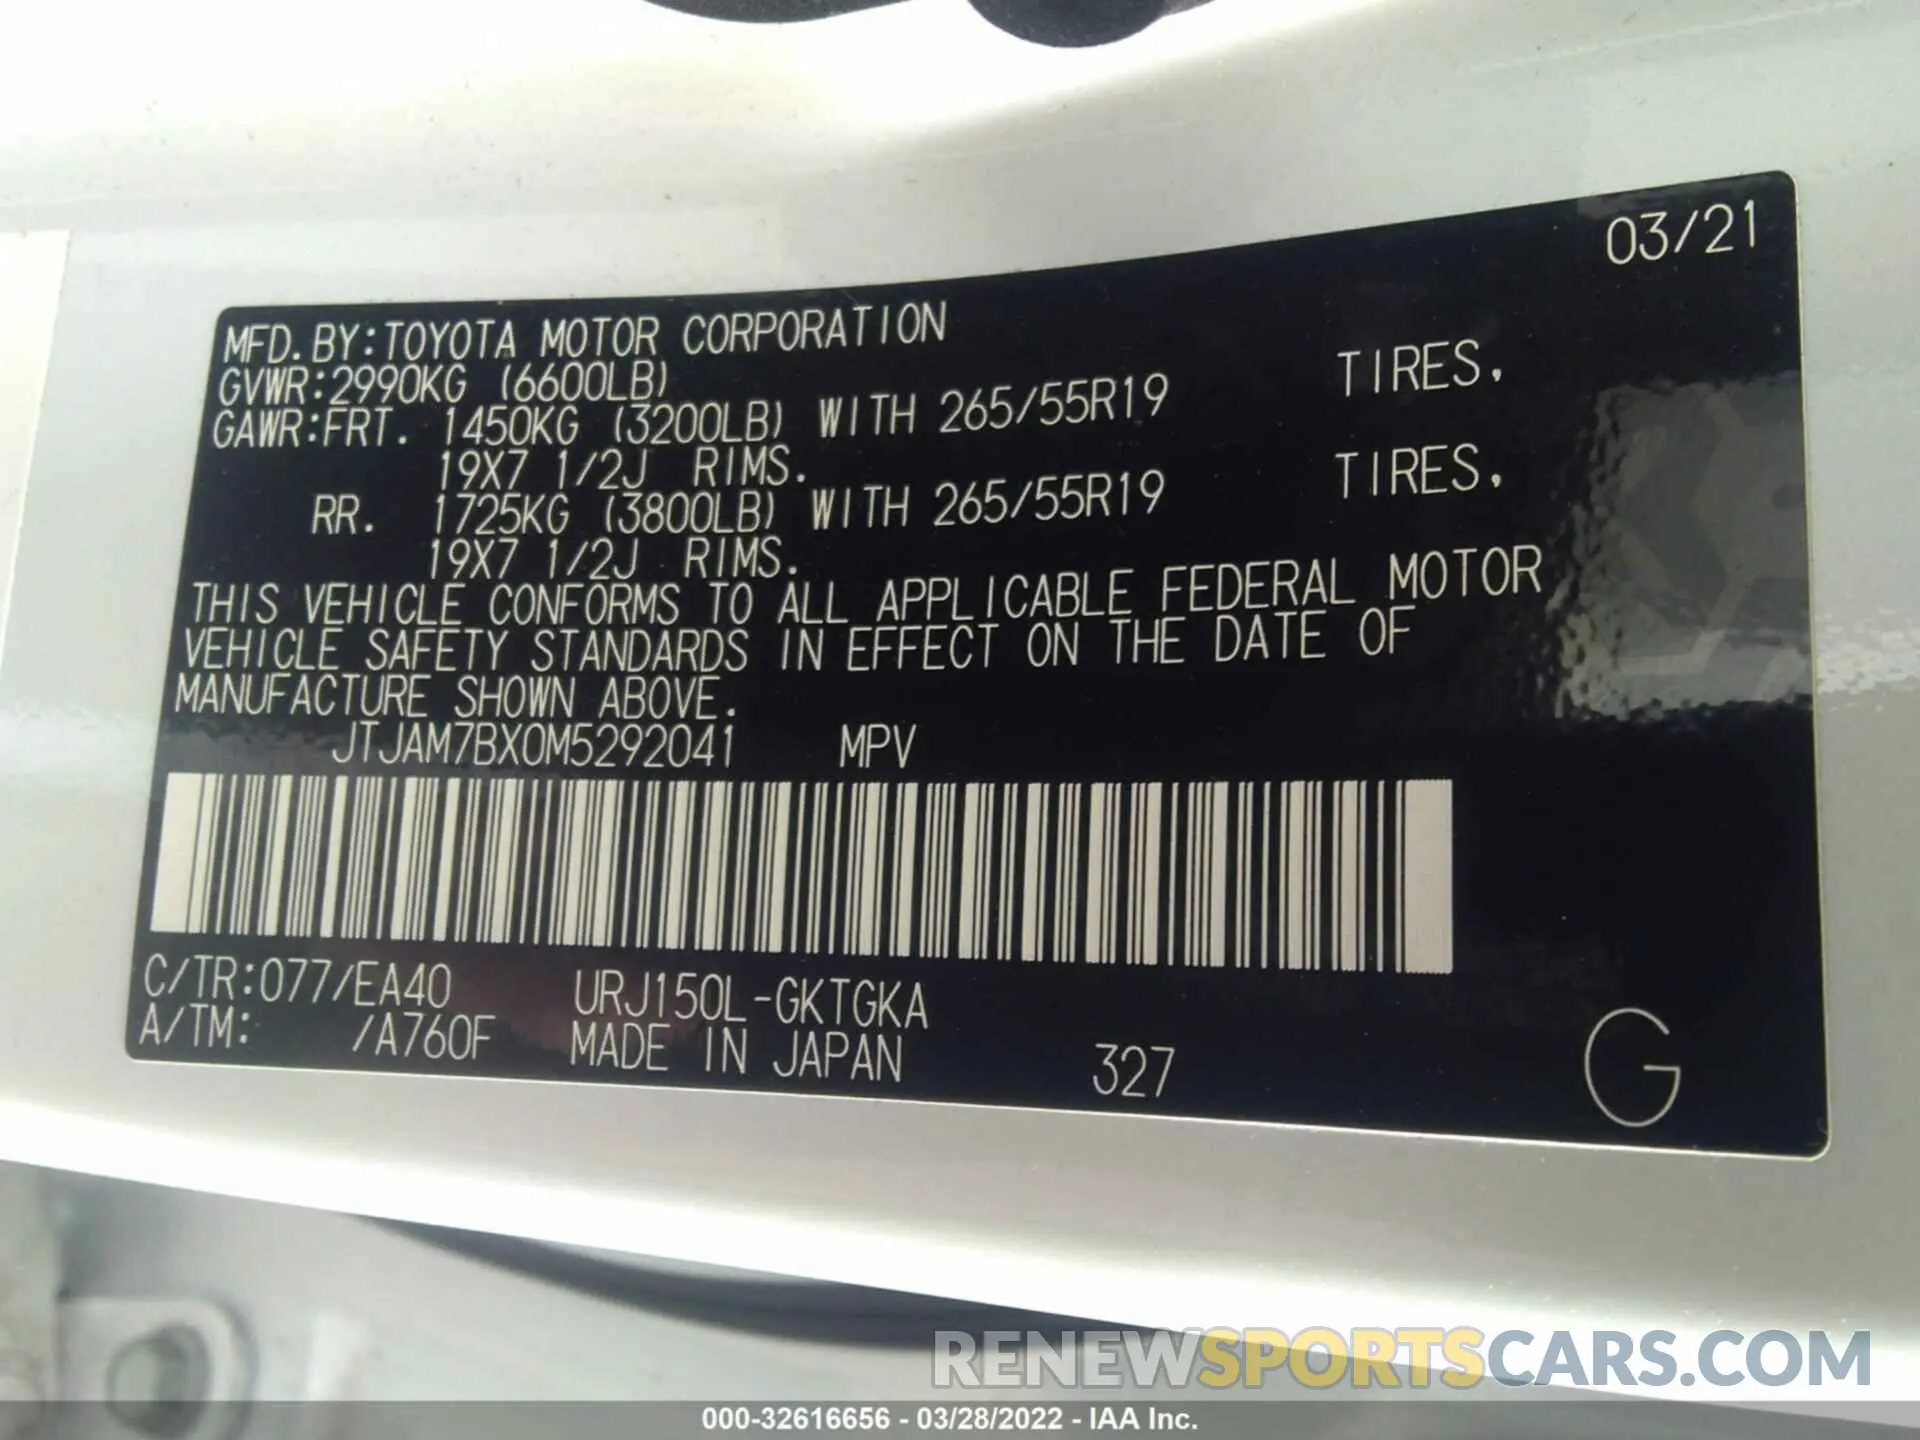 03/21
MFD.BY:TOYOTA MOTOR CORPORATION
GVWR:2990KG (6600LB)
GAWR:FRT. 1450KG (3200LB) WITH 265/55R19 TIRES,
19X7 1/2J RIMS.
RR. 1725KG (3800LB) WITH 265/55R19 TIRES,
19X7 1/2J RIMS.
THIS VEHICLE CONFORMS TO ALL APPLICABLE FEDERAL MOTOR
VEHICLE SAFETY STANDARDS IN EFFECT ON THE DATE OF
MANUFACTURE SHOWN ABOVE.
JTJAM7BX0M5292041 MPV
C/TR:077/EA40 URJ150L-GKTGKA
A/TM: /A760F MADE IN JAPAN 327 G
RENEWSPORTSCARS.COM
000-32616656 - 03/28/2022 - IAA Inc.